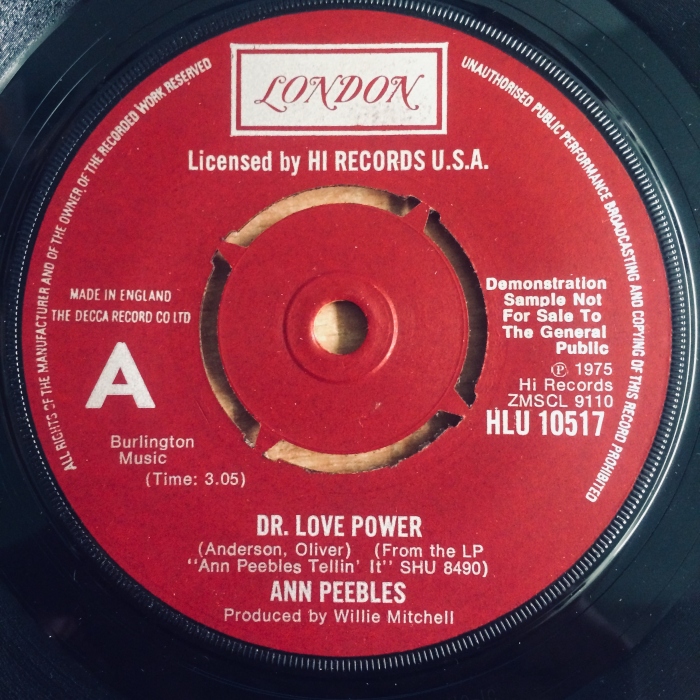 LONDON
Licensed by HI RECORDS U.S.A.
ALL RIGHTS OF THE MANUFACTURER AND OF THE OWNER OF THE RECORDED WORK RESERVED
UNAUTHORISED PUBLIC PERFORMANCE BROADCASTING AND COPYING OF THIS RECORD PROHIBITED
MADE IN ENGLAND
THE DECCA RECORD CO LTD
A
Burlington
Music
(Time: 3.05)
Demonstration
Sample Not
For Sale To
The General
Public
Ⓟ 1975
Hi Records
ZMSCL 9110
HLU 10517
DR. LOVE POWER
(Anderson, Oliver) (From the LP
"Ann Peebles Tellin' It" SHU 8490)
ANN PEEBLES
Produced by Willie Mitchell